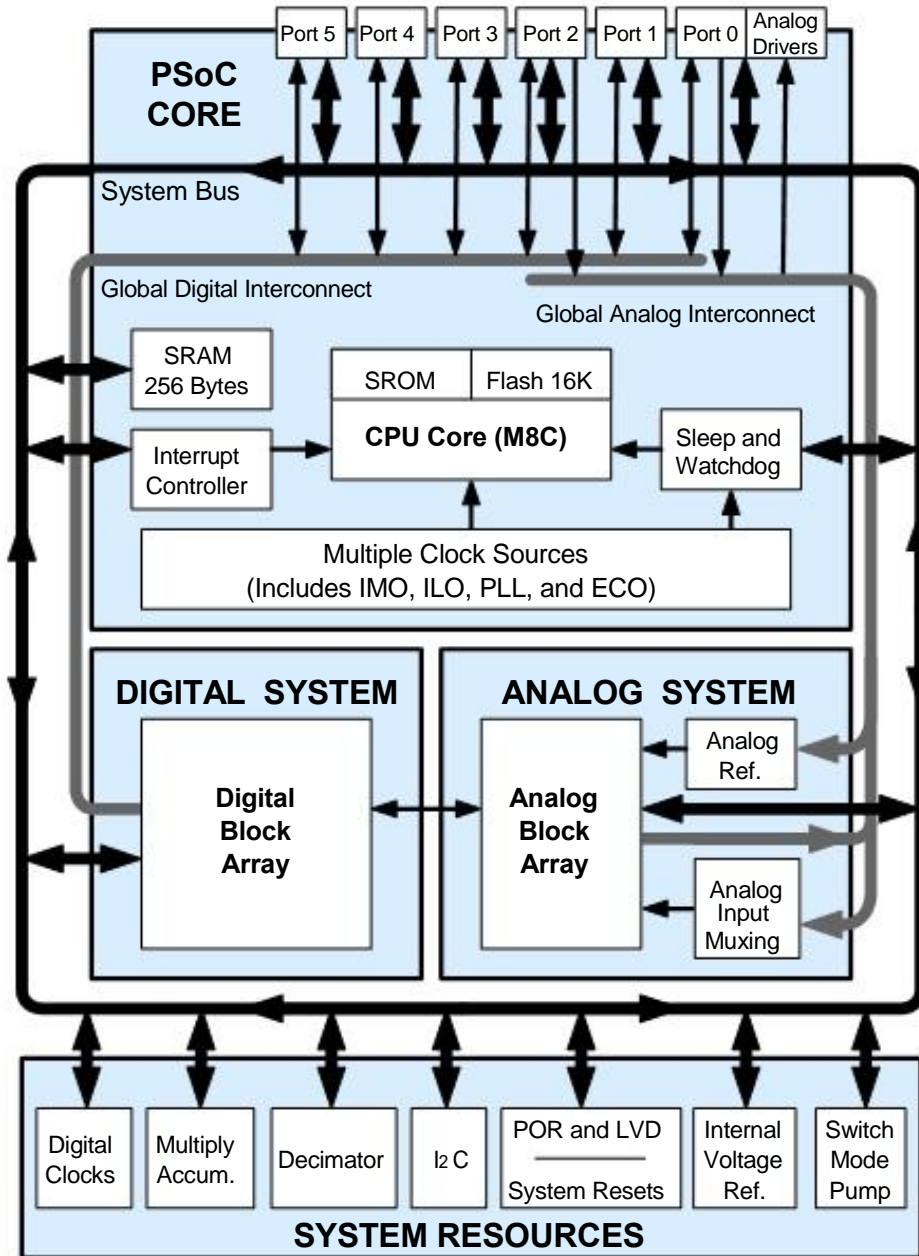 Port 5
Port 4
Port 3
Port 2
Port 1
Port 0
Analog
Drivers
PSoC
CORE
System Bus
Global Digital Interconnect
Global Analog Interconnect
SRAM
256 Bytes
SROM
Flash 16K
CPU Core (M8C)
Interrupt
Controller
Sleep and
Watchdog
Multiple Clock Sources
(Includes IMO, ILO, PLL, and ECO)
DIGITAL SYSTEM
Digital
Block
Array
ANALOG SYSTEM
Analog
Block
Array
Analog
Ref.
Analog
Input
Muxing
Digital
Clocks
Multiply
Accum.
Decimator
I2 C
POR and LVD
System Resets
Internal
Voltage
Ref.
Switch
Mode
Pump
SYSTEM RESOURCES